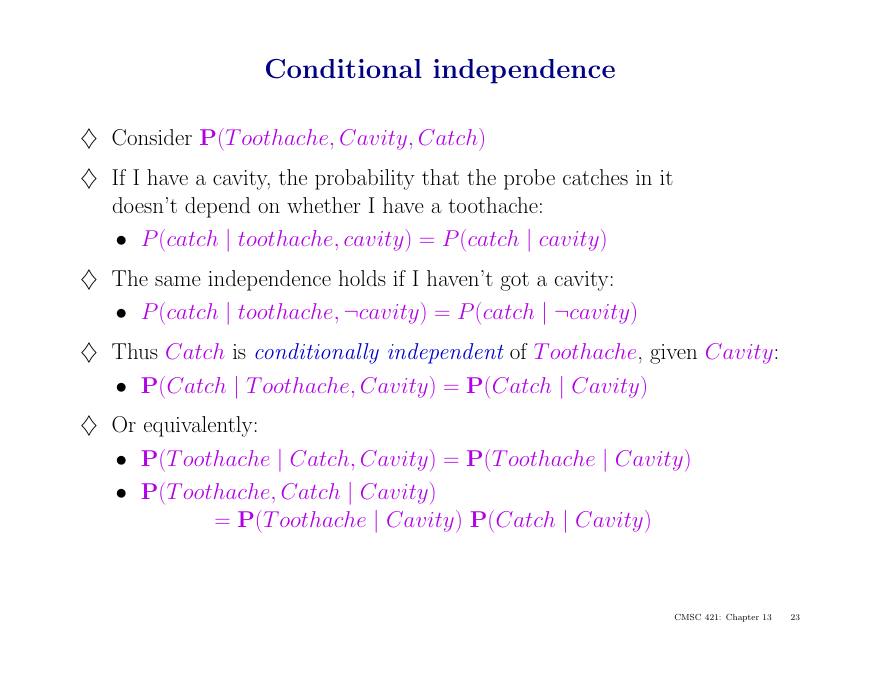 Conditional independence
♢ Consider P(Toothache, Cavity, Catch)
♢ If I have a cavity, the probability that the probe catches in it
doesn't depend on whether I have a toothache:
• P(catch | toothache, cavity) = P(catch | cavity)
♢ The same independence holds if I haven't got a cavity:
• P(catch | toothache, ¬cavity) = P(catch | ¬cavity)
♢ Thus Catch is conditionally independent of Toothache, given Cavity:
• P(Catch | Toothache, Cavity) = P(Catch | Cavity)
♢ Or equivalently:
• P(Toothache | Catch, Cavity) = P(Toothache | Cavity)
• P(Toothache, Catch | Cavity)
= P(Toothache | Cavity) P(Catch | Cavity)
CMSC 421: Chapter 13 23